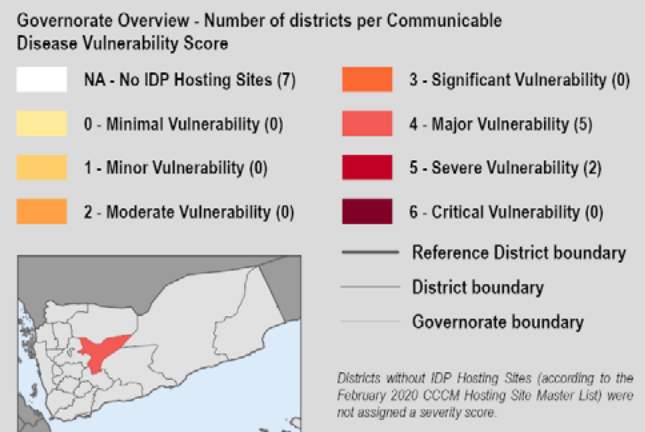 Governorate Overview - Number of districts per Communicable
Disease Vulnerability Score
NA - No IDP Hosting Sites (7)
0 - Minimal Vulnerability (0)
1 - Minor Vulnerability (0)
2 - Moderate Vulnerability (0)
3 - Significant Vulnerability (0)
4 - Major Vulnerability (5)
5 - Severe Vulnerability (2)
6 - Critical Vulnerability (0)
Reference District boundary
District boundary
Governorate boundary
Districts without IDP Hosting Sites (according to the
February 2020 CCCM Hosting Site Master List) were
not assigned a severity score.